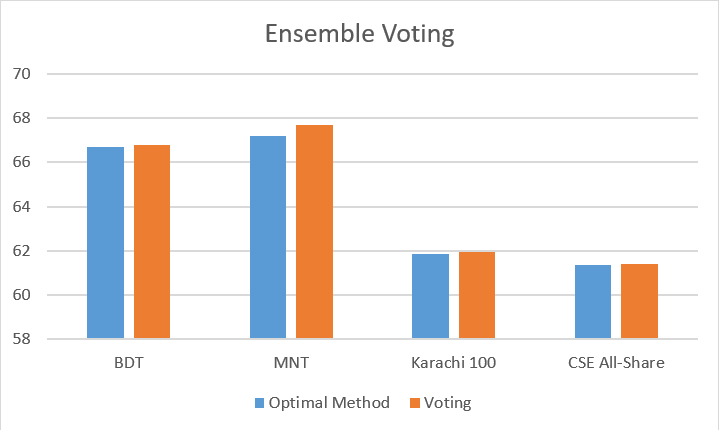 Ensemble Voting
70
68
66
64
62
60
58
BDT MNT Karachi 100 CSE All-Share
Optimal Method Voting